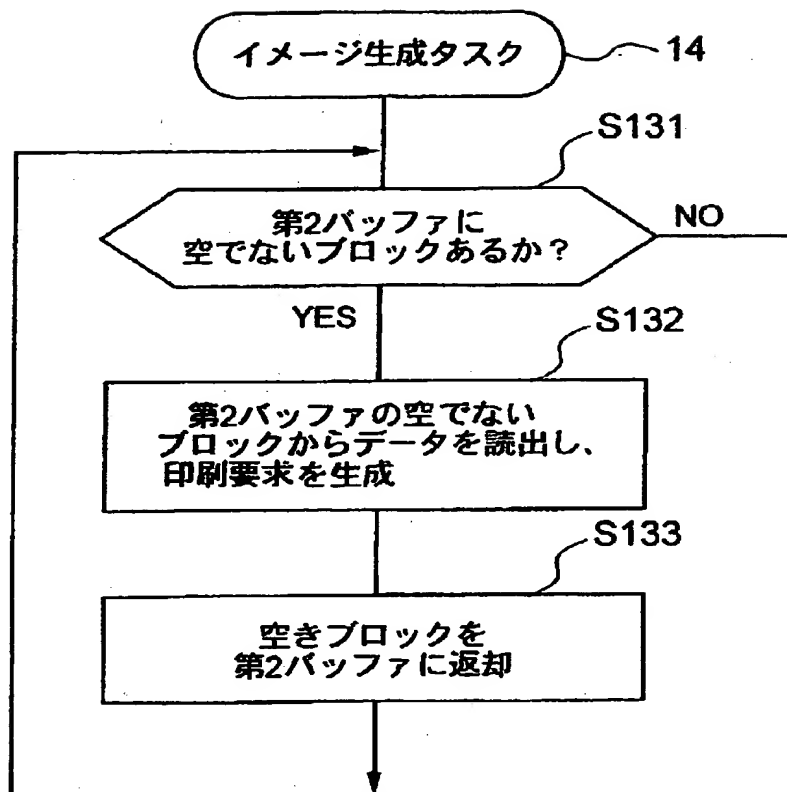 イメージ生成タスク
14
S131
第2バッファに
空でないブロックあるか？
NO
YES
S132
第2バッファの空でない
ブロックからデータを読出し、
印刷要求を生成
S133
空きブロックを
第2バッファに返却